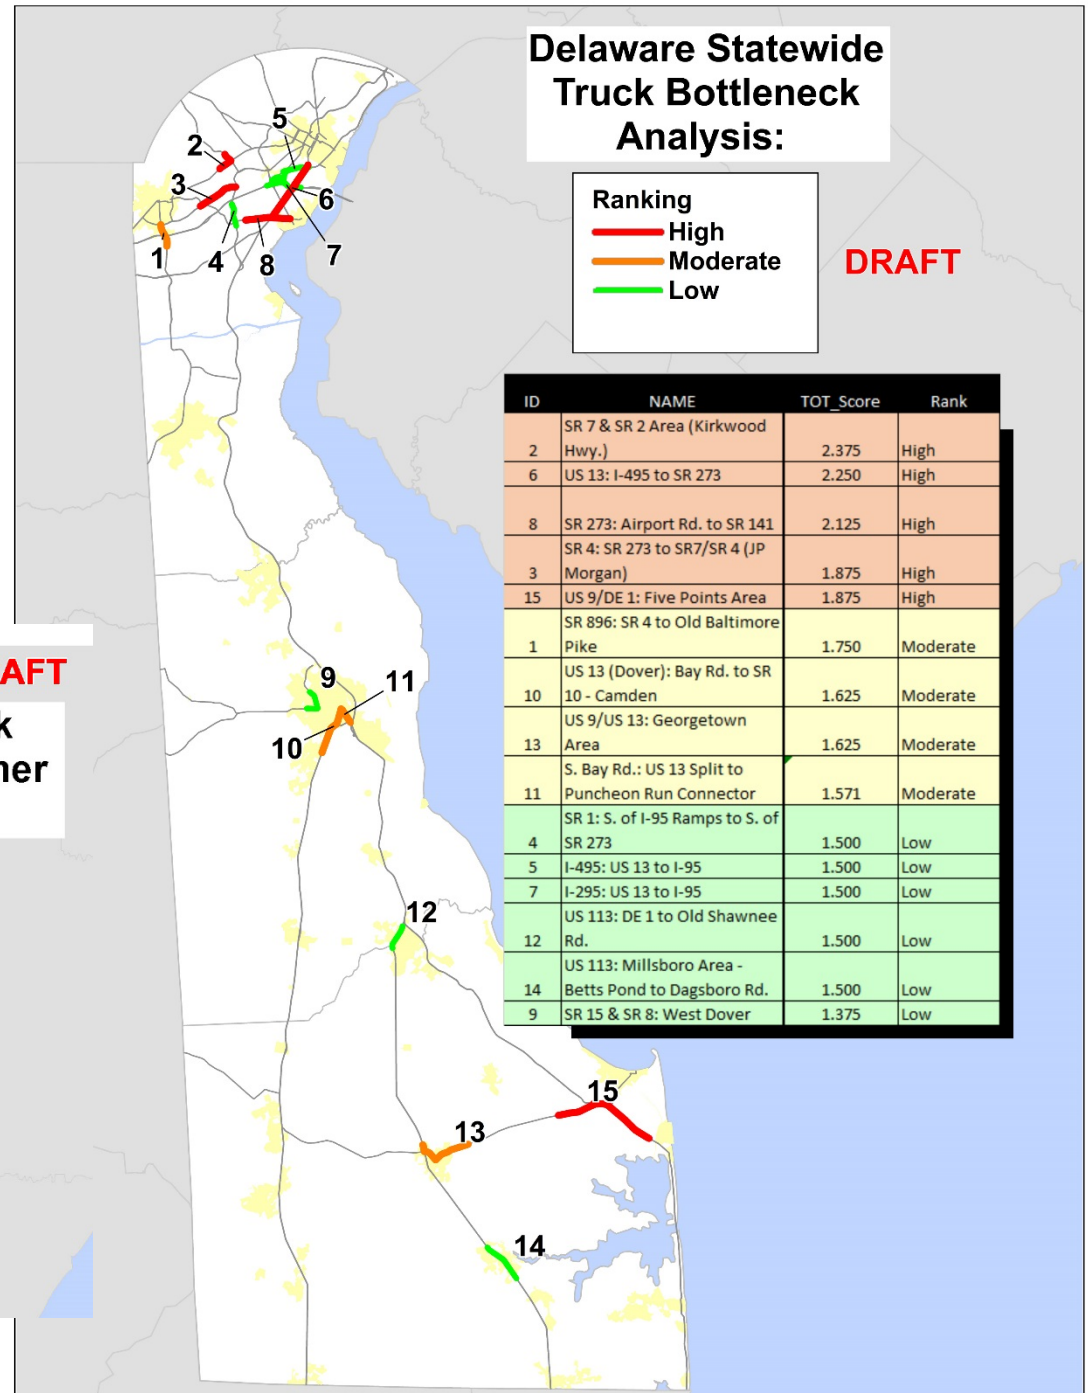 Delaware Statewide
Truck Bottleneck
Analysis:
Ranking
High
Moderate
Low
DRAFT
5
2
3
6
1
4
8
7
ID NAME TOT_Score Rank
SR 7 & SR 2 Area (Kirkwood
2 Hwy.) 2.375 High
6 US 13: I-495 to SR 273 2.250 High
8 SR 273: Airport Rd. to SR 141 2.125 High
SR 4: SR 273 to SR7/SR 4 (JP
3 Morgan) 1.875 High
15 US 9/DE 1: Five Points Area 1.875 High
SR 896: SR 4 to Old Baltimore
1 Pike 1.750 Moderate
US 13 (Dover): Bay Rd. to SR
10 10 - Camden 1.625 Moderate
US 9/US 13: Georgetown
13 Area 1.625 Moderate
S. Bay Rd.: US 13 Split to
11 Puncheon Run Connector 1.571 Moderate
SR 1: S. of I-95 Ramps to S. of
4 SR 273 1.500 Low
5 I-495: US 13 to I-95 1.500 Low
7 I-295: US 13 to I-95 1.500 Low
US 113: DE 1 to Old Shawnee
12 Rd. 1.500 Low
US 113: Millsboro Area -
14 Betts Pond to Dagsboro Rd. 1.500 Low
9 SR 15 & SR 8: West Dover 1.375 Low
AFT
k
ner
9
11
10
12
15
13
14